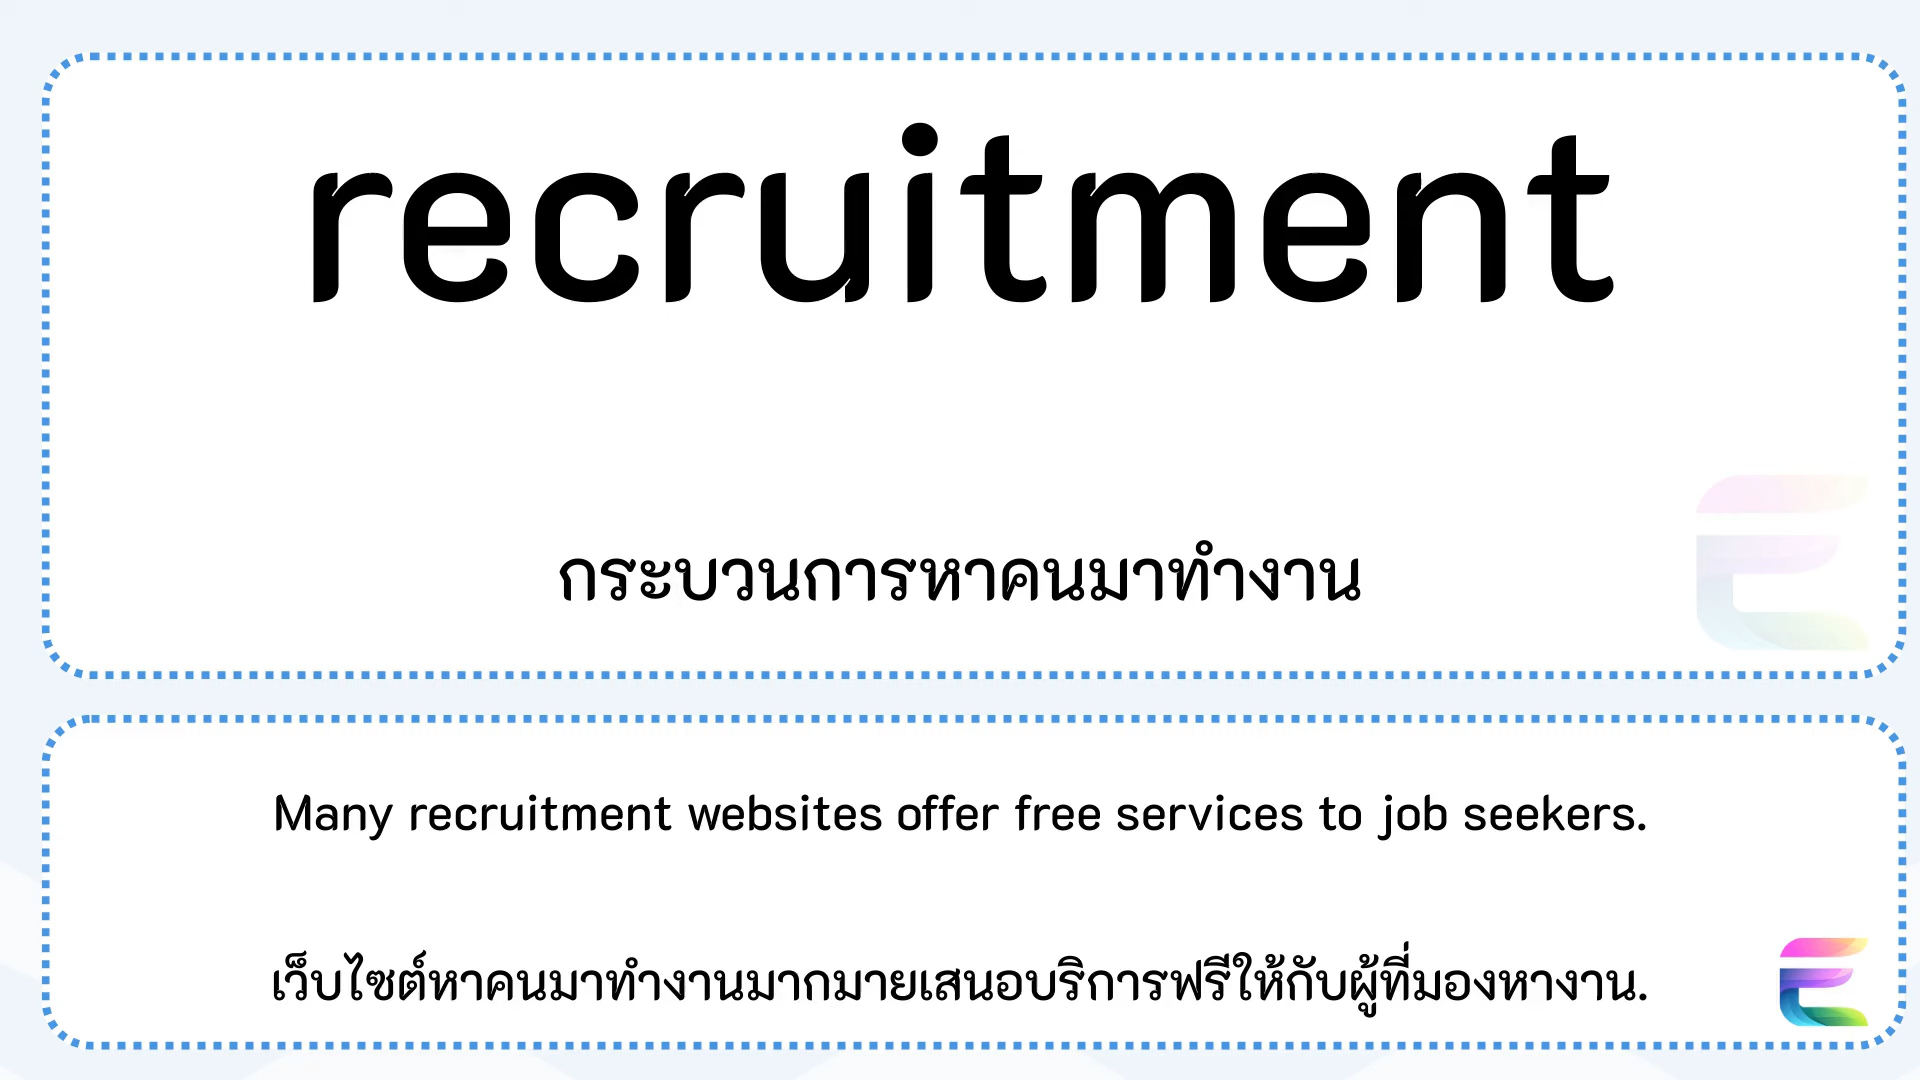 recruitment
กระบวนการหาคนมาทำงาน
Many recruitment websites offer free services to job seekers.
เว็บไซต์หาคนมาทำงานมากมายเสนอบริการฟรีให้กับผู้ที่มองหางาน.